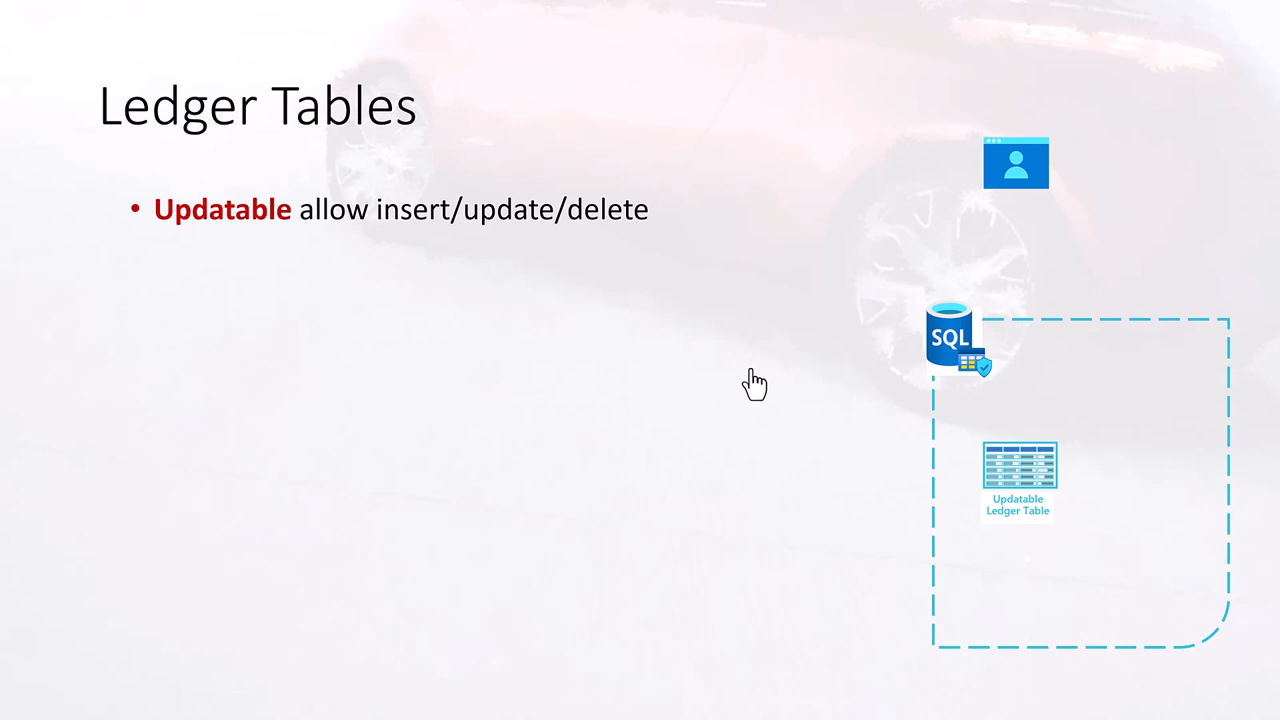 Ledger Tables
• Updatable allow insert/update/delete
SQL
Updatable
Ledger Table